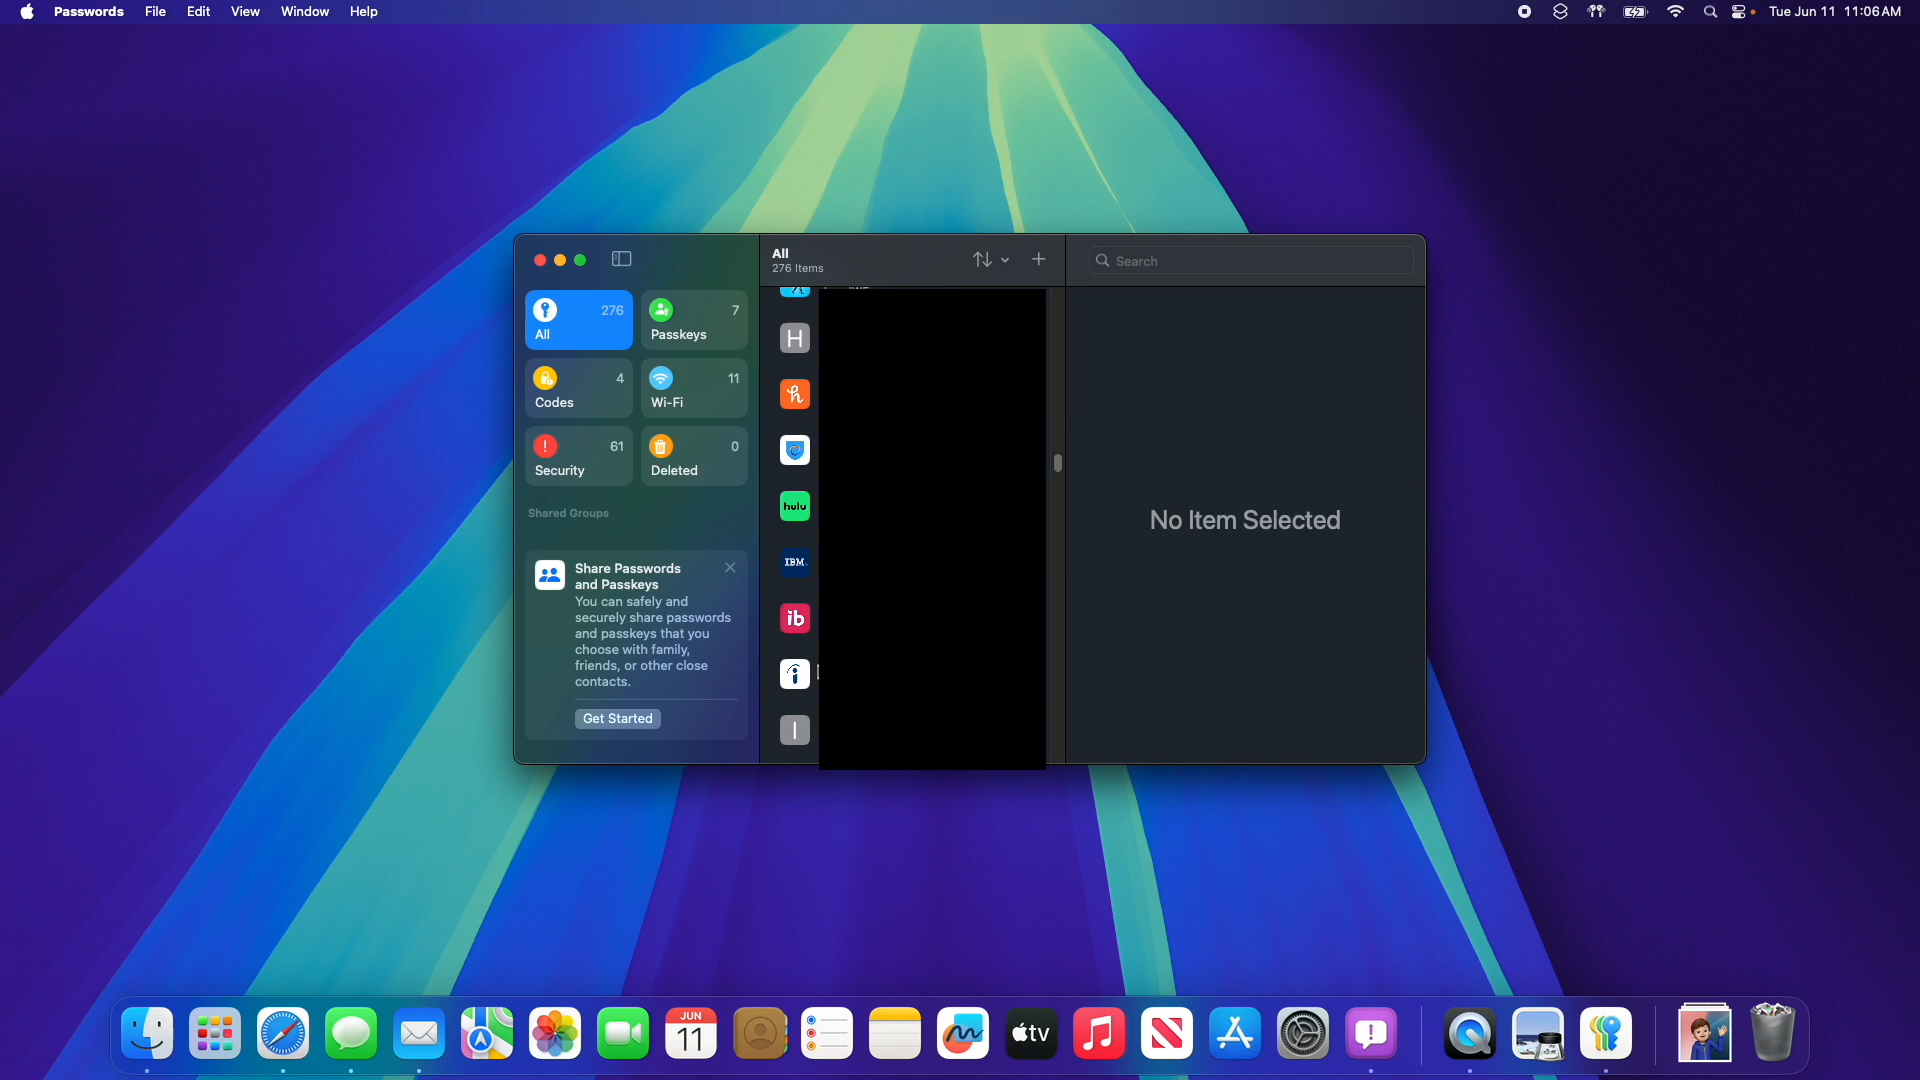 Passwords File Edit View Window Help
Tue Jun 11 11:06 AM
All
276 Items
Search
276
All
7
Passkeys
4
Codes
11
Wi-Fi
61
Security
0
Deleted
Shared Groups
Share Passwords
and Passkeys
You can safely and
securely share passwords
and passkeys that you
choose with family,
friends, or other close
contacts.
Get Started
H
h
hulu
IBM
ib
i
I
No Item Selected
JUN
11
tv